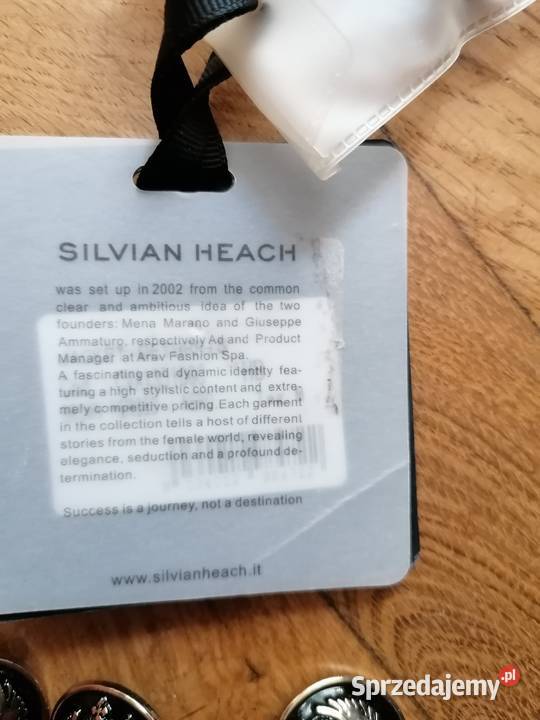 SILVIAN HEACH
was set up in 2002 from the common
clear and ambitious idea of the two
founders: Mena Marano and Giuseppe
Ammaturo, respectively Ad and Product
Manager at Arav Fashion Spa.
A fascinating and dynamic identity fea-
turing a high stylistic content and extre-
mely competitive pricing. Each garment
in the collection tells a host of different
stories from the female world, revealing
elegance, seduction and a profound de-
termination.
Success is a journey, not a destination
www.silvianheach.it
Sprzedajemy.pl